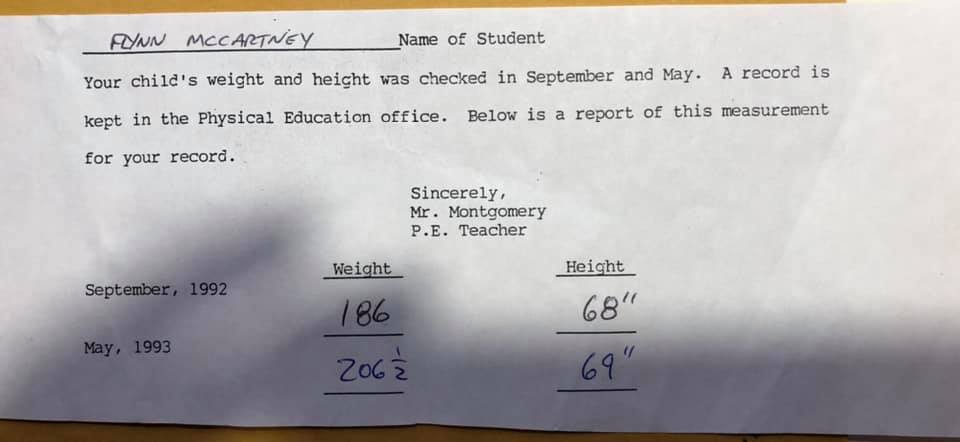 FLYNN MCCARTNEY Name of Student
Your child's weight and height was checked in September and May. A record is
kept in the Physical Education office. Below is a report of this measurement
for your record.
Sincerely,
Mr. Montgomery
P.E. Teacher
Weight Height
September, 1992 186 68"
May, 1993 206 1/2 69"